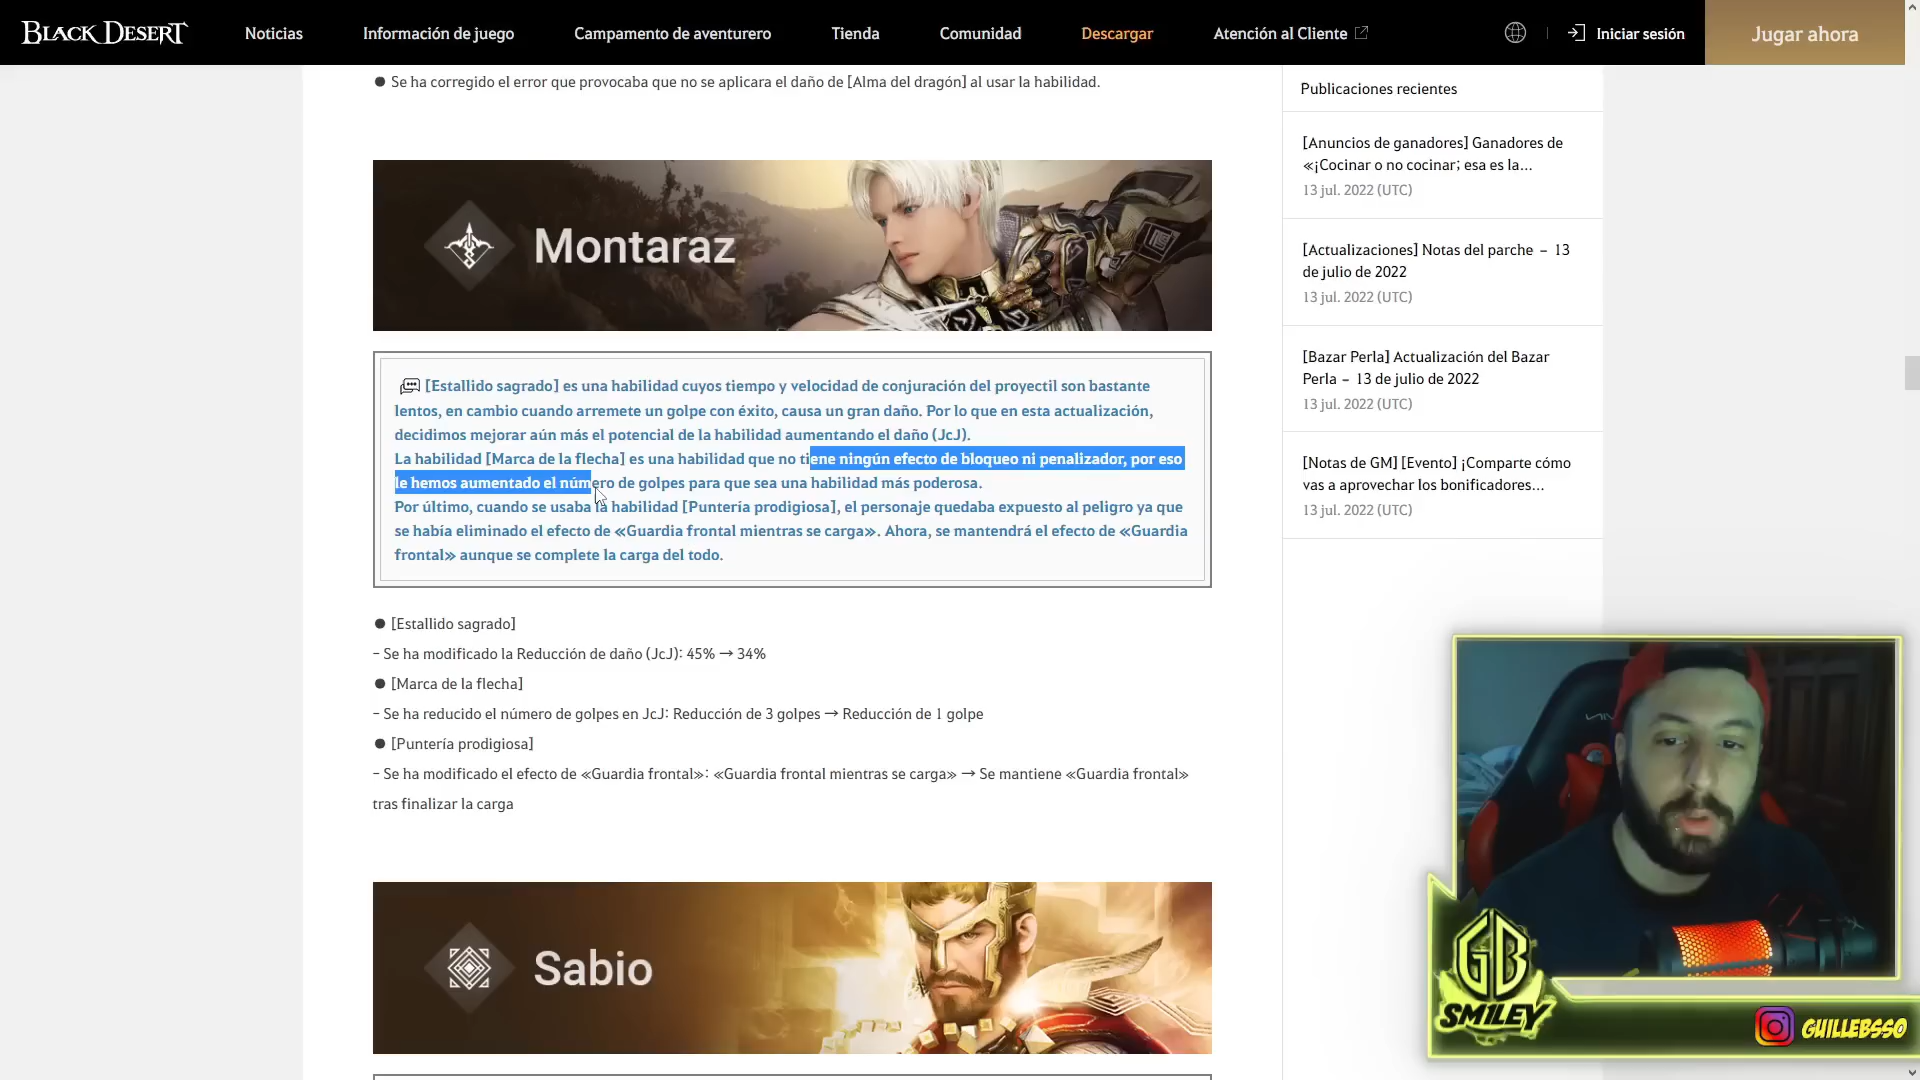 BLACK DESERT
Noticias
Información de juego
Campamento de aventurero
Tienda
Comunidad
Descargar
Atención al Cliente
Iniciar sesión
Jugar ahora
● Se ha corregido el error que provocaba que no se aplicara el daño de [Alma del dragón] al usar la habilidad.
Montaraz
[Estallido sagrado] es una habilidad cuyos tiempo y velocidad de conjuración del proyectil son bastante
lentos, en cambio cuando arremete un golpe con éxito, causa un gran daño. Por lo que en esta actualización,
decidimos mejorar aún más el potencial de la habilidad aumentando el daño (JcJ).
La habilidad [Marca de la flecha] es una habilidad que no tiene ningún efecto de bloqueo ni penalizador, por eso
le hemos aumentado el número de golpes para que sea una habilidad más poderosa.
Por último, cuando se usaba la habilidad [Puntería prodigiosa], el personaje quedaba expuesto al peligro ya que
se había eliminado el efecto de «Guardia frontal mientras se carga». Ahora, se mantendrá el efecto de «Guardia
frontal» aunque se complete la carga del todo.
● [Estallido sagrado]
– Se ha modificado la Reducción de daño (JcJ): 45% → 34%
● [Marca de la flecha]
– Se ha reducido el número de golpes en JcJ: Reducción de 3 golpes → Reducción de 1 golpe
● [Puntería prodigiosa]
– Se ha modificado el efecto de «Guardia frontal»: «Guardia frontal mientras se carga» → Se mantiene «Guardia frontal»
tras finalizar la carga
Sabio
Publicaciones recientes
[Anuncios de ganadores] Ganadores de
«¡Cocinar o no cocinar; esa es la...
13 jul. 2022 (UTC)
[Actualizaciones] Notas del parche – 13
de julio de 2022
13 jul. 2022 (UTC)
[Bazar Perla] Actualización del Bazar
Perla – 13 de julio de 2022
13 jul. 2022 (UTC)
[Notas de GM] [Evento] ¡Comparte cómo
vas a aprovechar los bonificadores...
13 jul. 2022 (UTC)
GB
SM1LEY
GUILLEBSSO